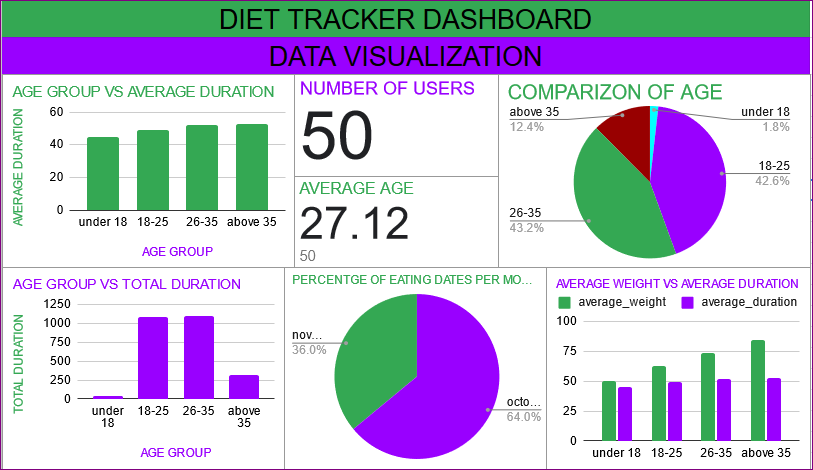 DIET TRACKER DASHBOARD
DATA VISUALIZATION
AGE GROUP VS AVERAGE DURATION
AVERAGE DURATION
60
40
20
0
under 18 18-25 26-35 above 35
AGE GROUP
NUMBER OF USERS
50
AVERAGE AGE
27.12
50
COMPARIZON OF AGE
above 35
12.4%
under 18
1.8%
18-25
42.6%
26-35
43.2%
AGE GROUP VS TOTAL DURATION
TOTAL DURATION
1250
1000
750
500
250
0
under 18 18-25 26-35 above 35
AGE GROUP
PERCENTGE OF EATING DATES PER MO...
nov...
36.0%
octo...
64.0%
AVERAGE WEIGHT VS AVERAGE DURATION
average_weight average_duration
100
75
50
25
0
under 18 18-25 26-35 above 35